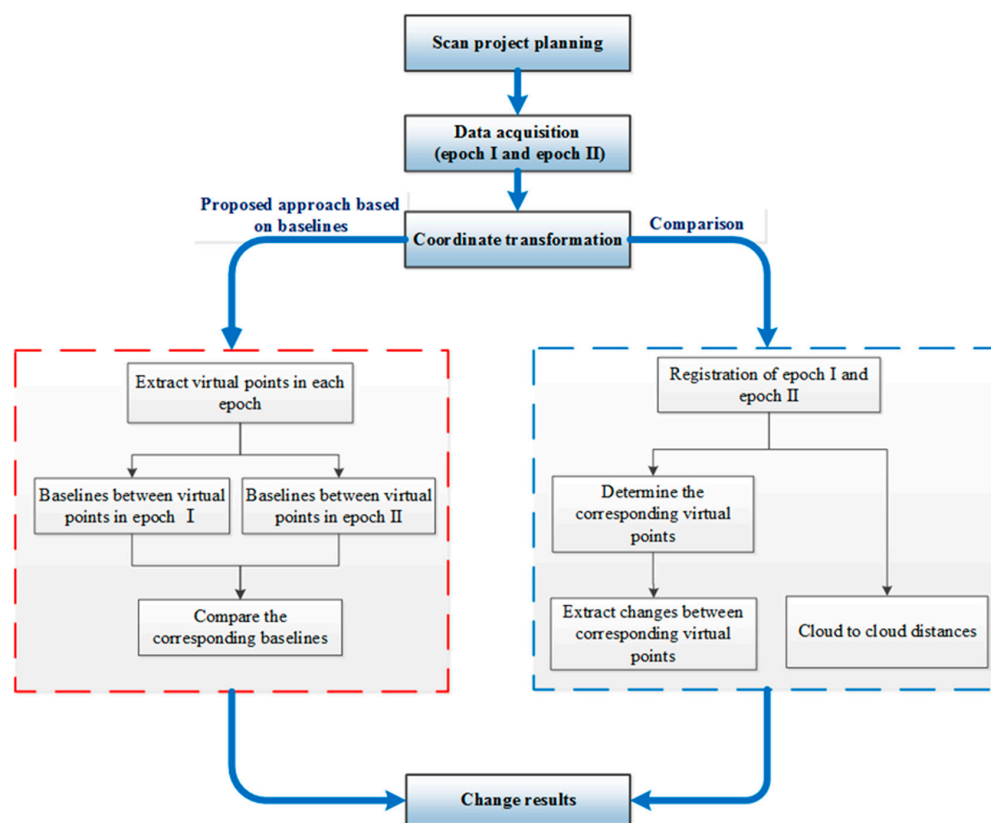 Scan project planning
Data acquisition
(epoch I and epoch II)
Proposed approach based
on baselines
Coordinate transformation
Comparison
Extract virtual points in each
epoch
Baselines between virtual
points in epoch I
Baselines between virtual
points in epoch II
Compare the
corresponding baselines
Registration of epoch I and
epoch II
Determine the
corresponding virtual
points
Extract changes between
corresponding virtual
points
Cloud to cloud distances
Change results